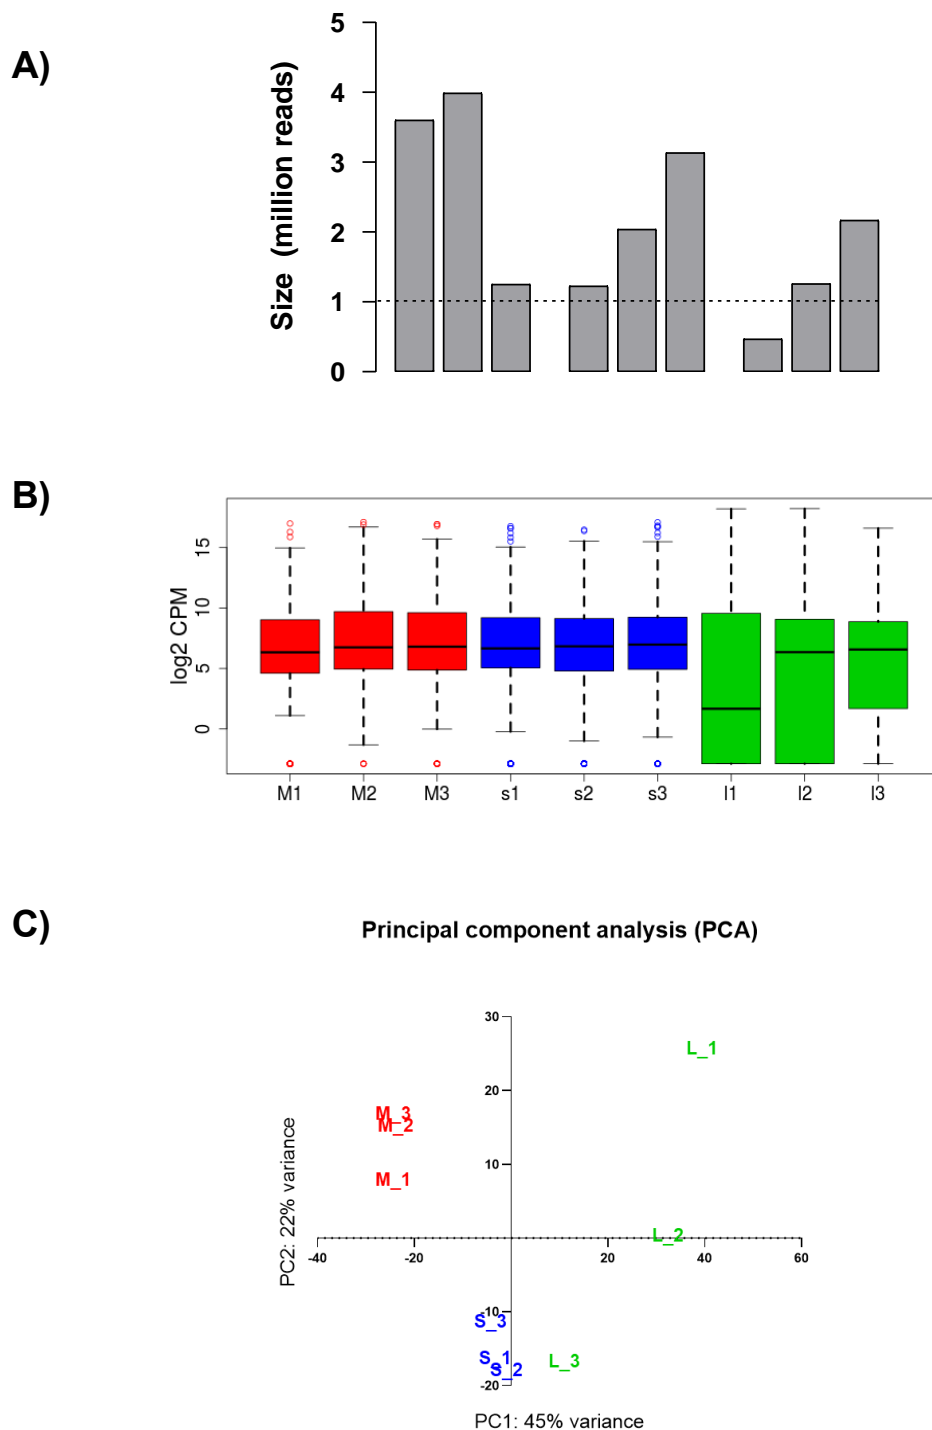 A)
Size (million reads)
5
4
3
2
1
0
B)
log2 CPM
15
10
5
0
M1 M2 M3 s1 s2 s3 l1 l2 l3
C)
Principal component analysis (PCA)
PC2: 22% variance
30
L_1
20
M_3
M_2
10
M_1
L_2
-40 -20 20 40 60
-10
S_3
S_1
L_3
S_2
-20
PC1: 45% variance